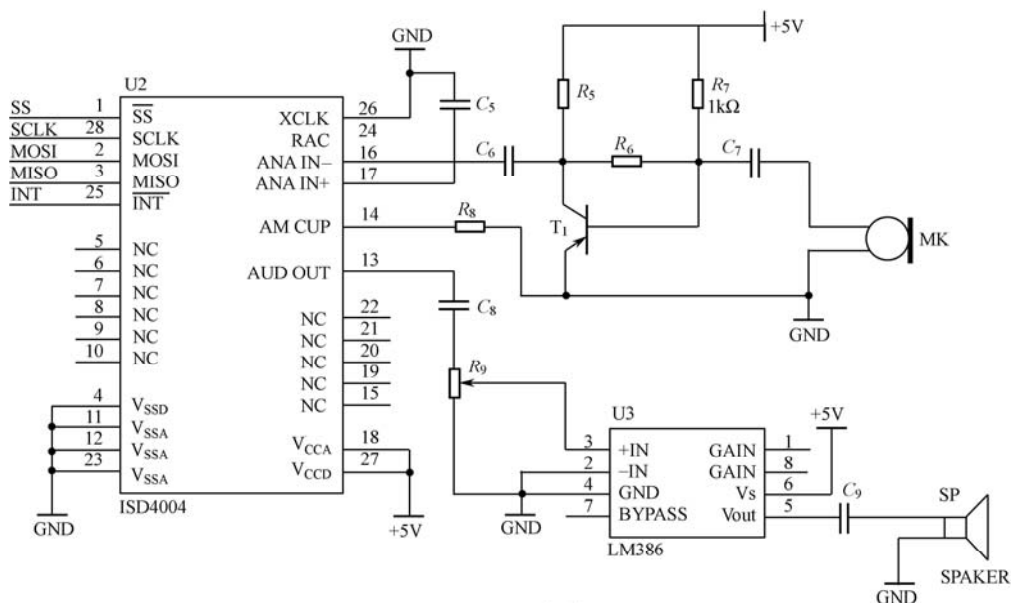 GND
+5V
U2
SS
1
SS
SCLK
28
SCLK
MOSI
2
MOSI
MISO
3
MISO
INT
25
INT
5
NC
6
NC
7
NC
8
NC
9
NC
10
NC
4
VSSD
11
VSSA
12
VSSA
23
VSSA
GND
ISD4004
XCLK
26
RAC
24
ANA IN−
16
ANA IN+
17
AM CUP
14
AUD OUT
13
NC
22
NC
21
NC
20
NC
19
NC
15
VCCA
18
VCCD
27
+5V
C5
C6
R5
R6
R7
1kΩ
C7
T1
R8
MK
GND
C8
R9
U3
+5V
3
+IN
2
−IN
4
GND
7
BYPASS
GAIN
1
GAIN
8
Vs
6
Vout
5
LM386
GND
C9
SP
SPAKER
GND